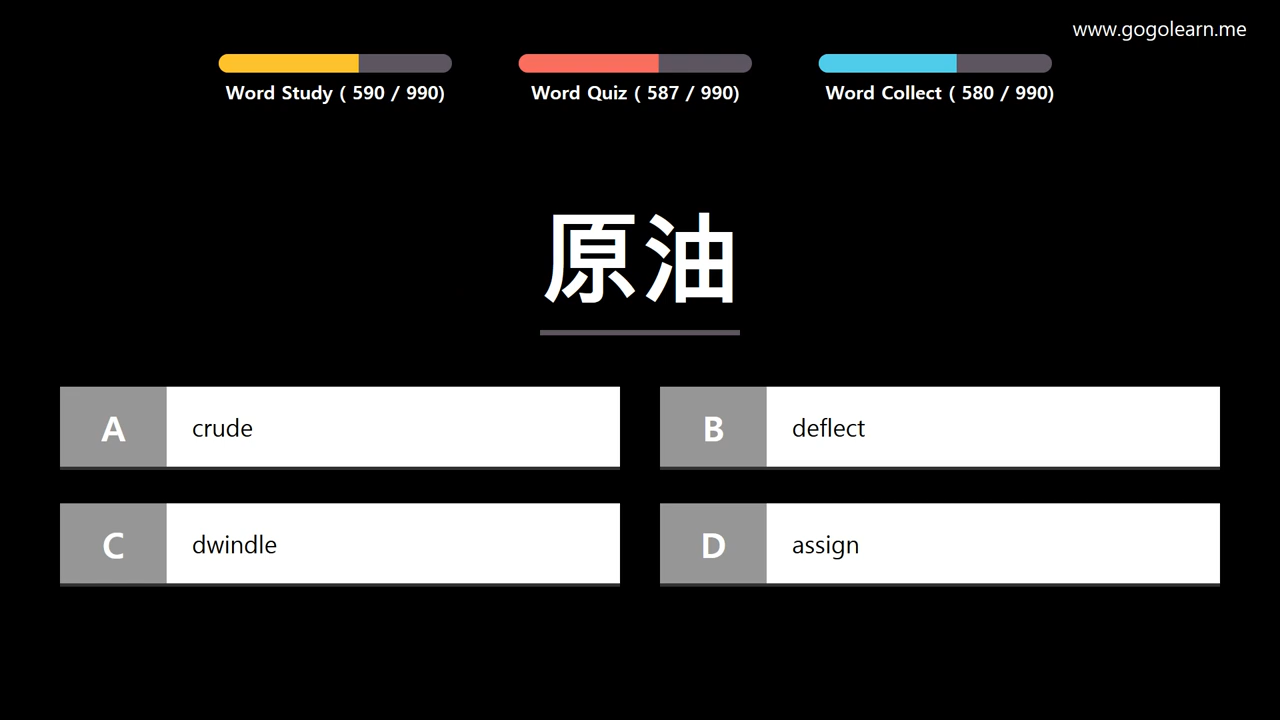 www.gogolearn.me
Word Study ( 590 / 990)
Word Quiz ( 587 / 990)
Word Collect ( 580 / 990)
原油
A crude
B deflect
C dwindle
D assign